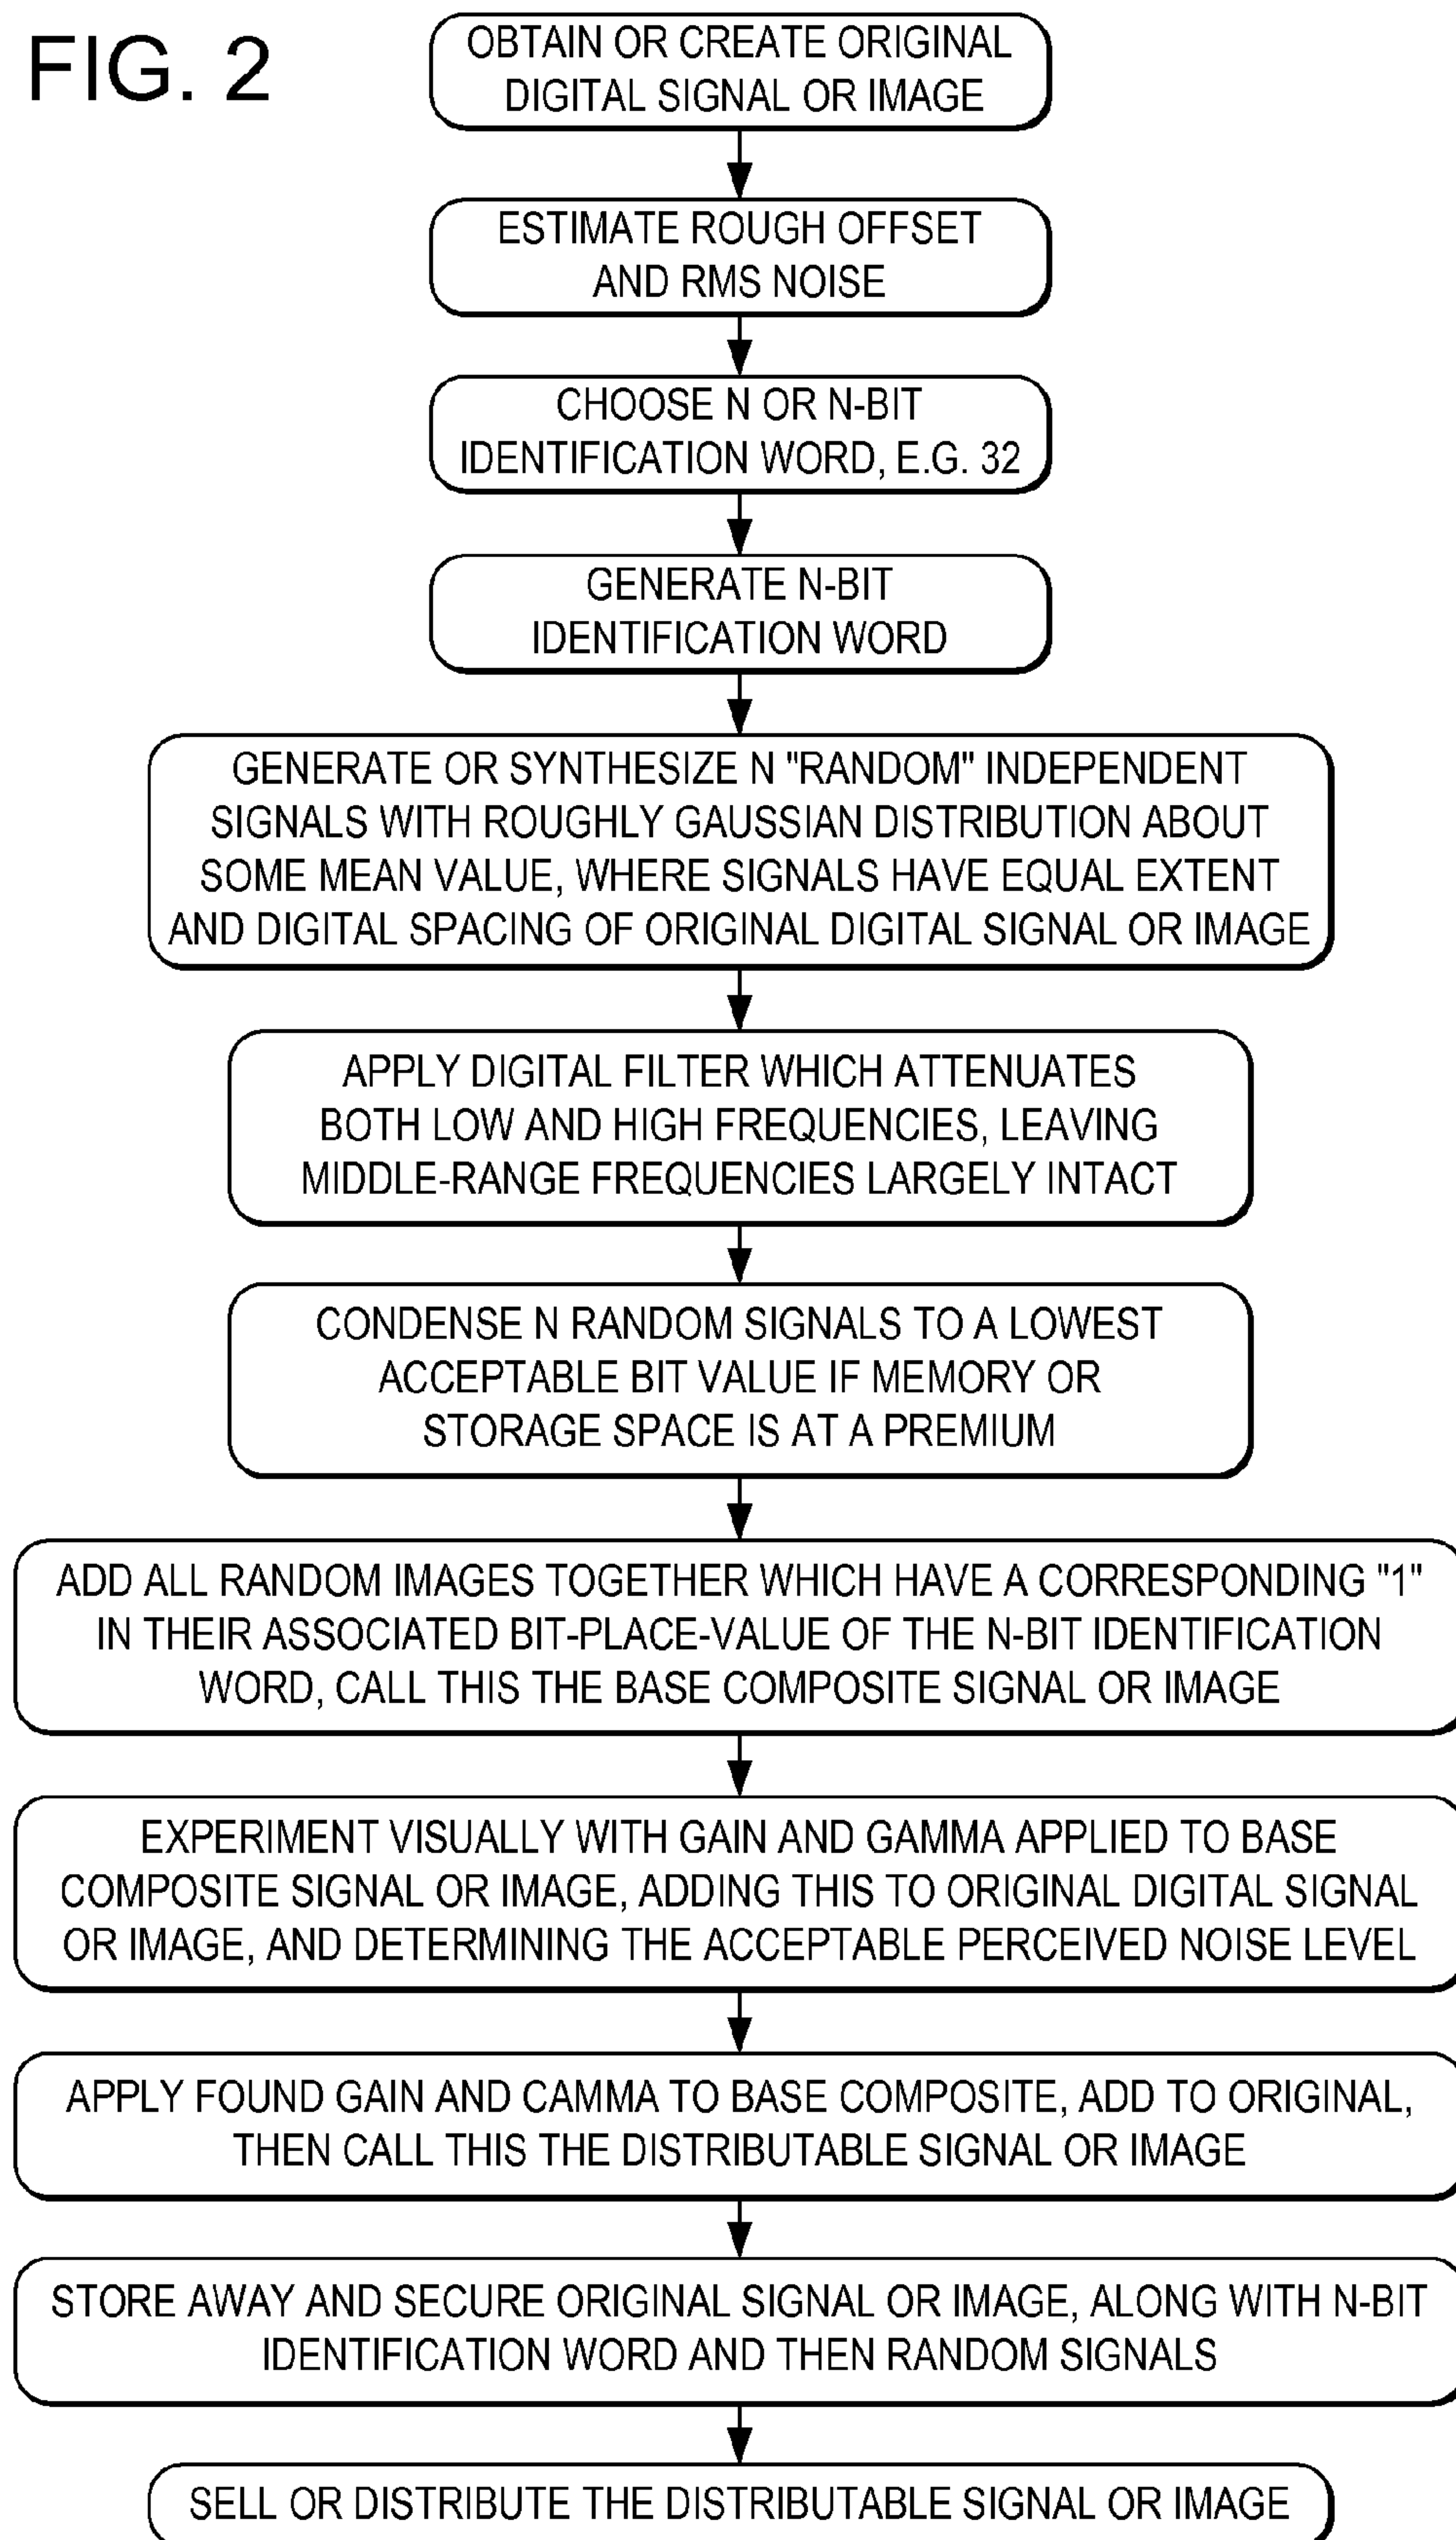 FIG. 2
OBTAIN OR CREATE ORIGINAL
DIGITAL SIGNAL OR IMAGE
ESTIMATE ROUGH OFFSET
AND RMS NOISE
CHOOSE N OR N-BIT
IDENTIFICATION WORD, E.G. 32
GENERATE N-BIT
IDENTIFICATION WORD
GENERATE OR SYNTHESIZE N "RANDOM" INDEPENDENT
SIGNALS WITH ROUGHLY GAUSSIAN DISTRIBUTION ABOUT
SOME MEAN VALUE, WHERE SIGNALS HAVE EQUAL EXTENT
AND DIGITAL SPACING OF ORIGINAL DIGITAL SIGNAL OR IMAGE
APPLY DIGITAL FILTER WHICH ATTENUATES
BOTH LOW AND HIGH FREQUENCIES, LEAVING
MIDDLE-RANGE FREQUENCIES LARGELY INTACT
CONDENSE N RANDOM SIGNALS TO A LOWEST
ACCEPTABLE BIT VALUE IF MEMORY OR
STORAGE SPACE IS AT A PREMIUM
ADD ALL RANDOM IMAGES TOGETHER WHICH HAVE A CORRESPONDING "1"
IN THEIR ASSOCIATED BIT-PLACE-VALUE OF THE N-BIT IDENTIFICATION
WORD, CALL THIS THE BASE COMPOSITE SIGNAL OR IMAGE
EXPERIMENT VISUALLY WITH GAIN AND GAMMA APPLIED TO BASE
COMPOSITE SIGNAL OR IMAGE, ADDING THIS TO ORIGINAL DIGITAL SIGNAL
OR IMAGE, AND DETERMINING THE ACCEPTABLE PERCEIVED NOISE LEVEL
APPLY FOUND GAIN AND CAMMA TO BASE COMPOSITE, ADD TO ORIGINAL,
THEN CALL THIS THE DISTRIBUTABLE SIGNAL OR IMAGE
STORE AWAY AND SECURE ORIGINAL SIGNAL OR IMAGE, ALONG WITH N-BIT
IDENTIFICATION WORD AND THEN RANDOM SIGNALS
SELL OR DISTRIBUTE THE DISTRIBUTABLE SIGNAL OR IMAGE